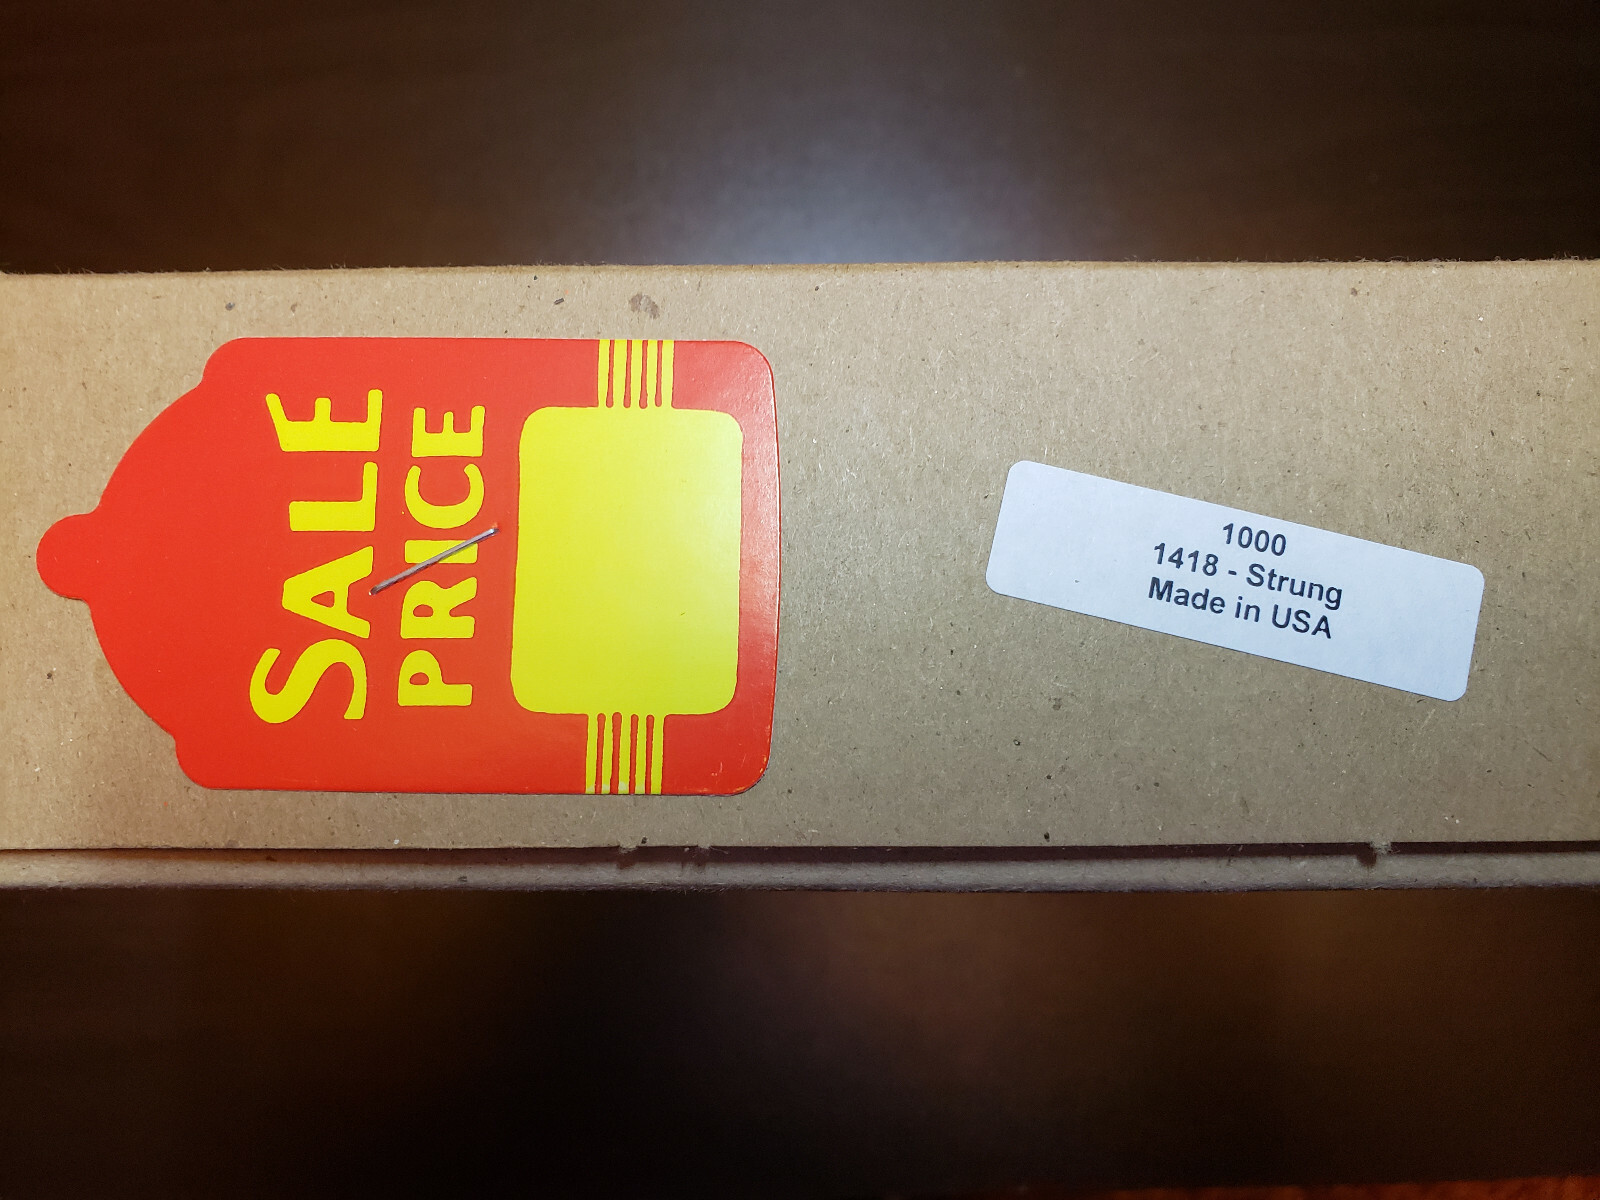 SALE
PRICE
1000
1418 - Strung
Made in USA